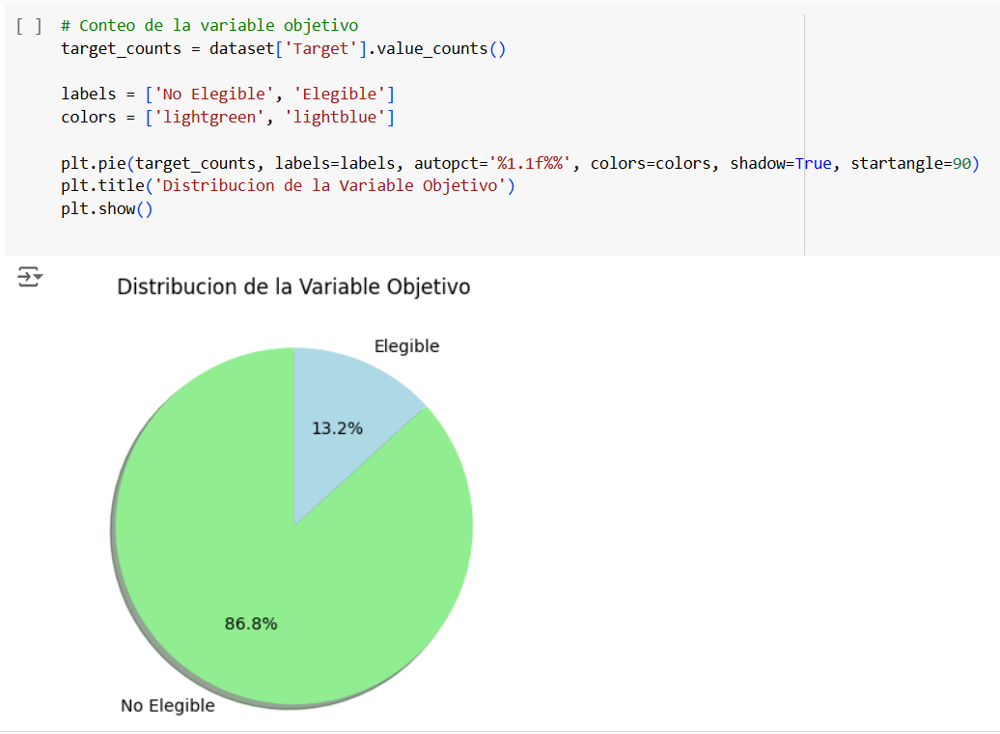 [ ] # Conteo de la variable objetivo
target_counts = dataset['Target'].value_counts()
labels = ['No Elegible', 'Elegible']
colors = ['lightgreen', 'lightblue']
plt.pie(target_counts, labels=labels, autopct='%1.1f%%', colors=colors, shadow=True, startangle=90)
plt.title('Distribucion de la Variable Objetivo')
plt.show()
Distribucion de la Variable Objetivo
Elegible
13.2%
86.8%
No Elegible